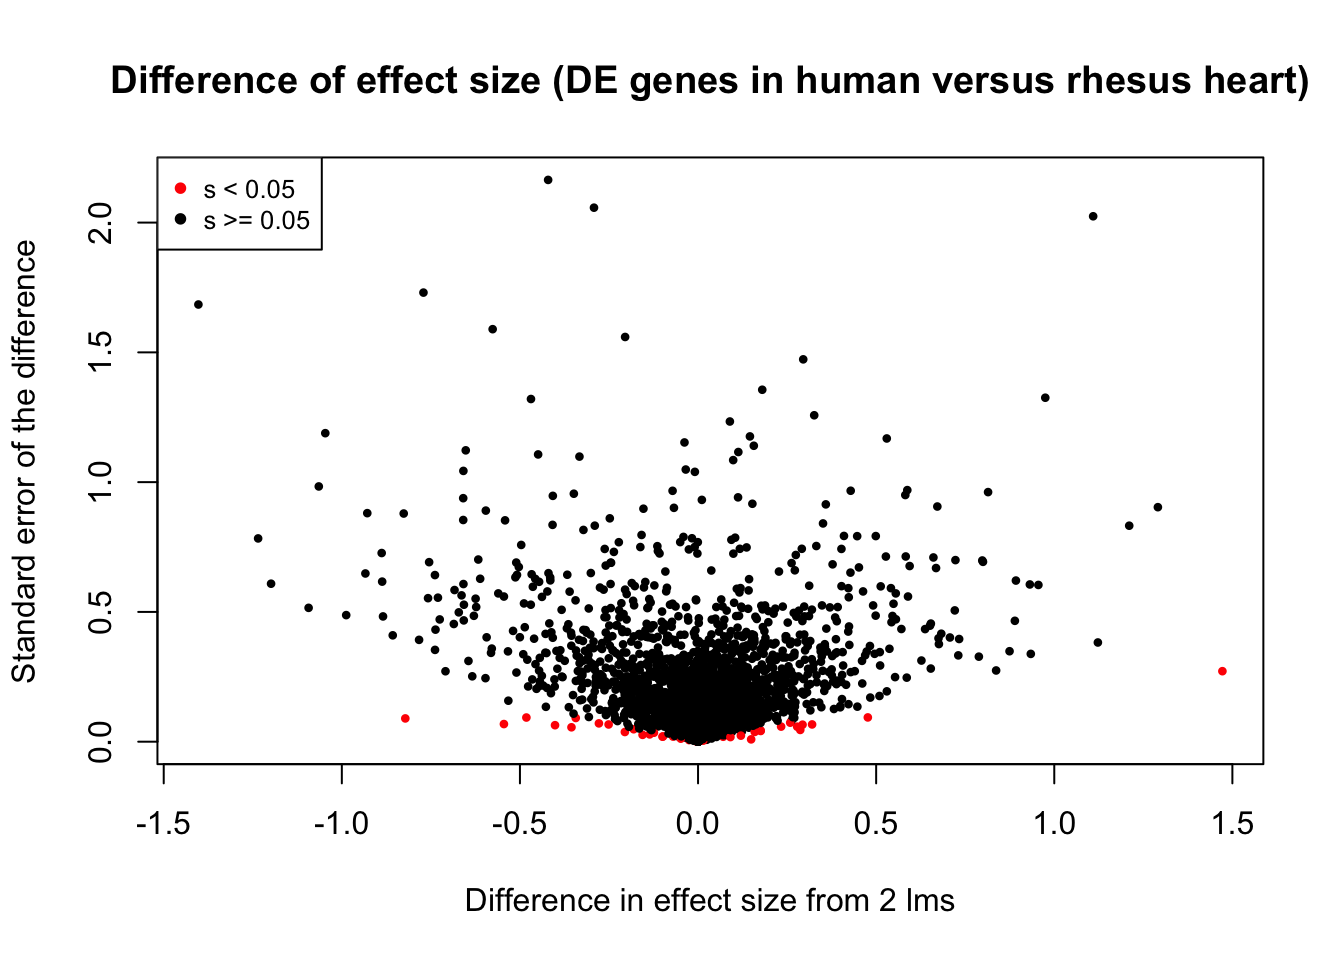 Difference of effect size (DE genes in human versus rhesus heart)
s < 0.05
s >= 0.05
Standard error of the difference
2.0
1.5
1.0
0.5
0.0
-1.5 -1.0 -0.5 0.0 0.5 1.0 1.5
Difference in effect size from 2 lms